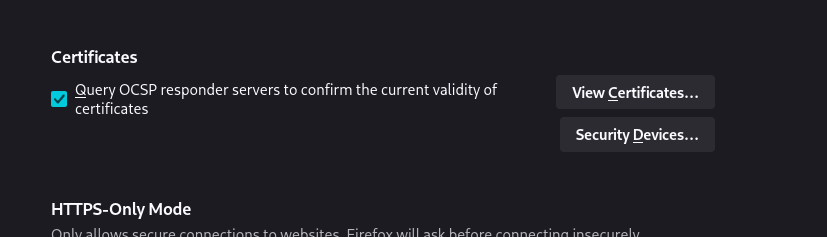 Certificates
Query OCSP responder servers to confirm the current validity of
certificates
View Certificates...
Security Devices...
HTTPS-Only Mode
Only allows secure connections to websites. Firefox will ask before connecting insecurely.